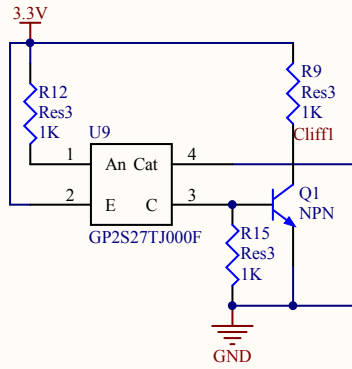 3.3V
R12
Res3
1K
R9
Res3
1K
Cliff1
U9
1
An Cat
4
2
E C
3
GP2S27TJ000F
Q1
NPN
R15
Res3
1K
GND